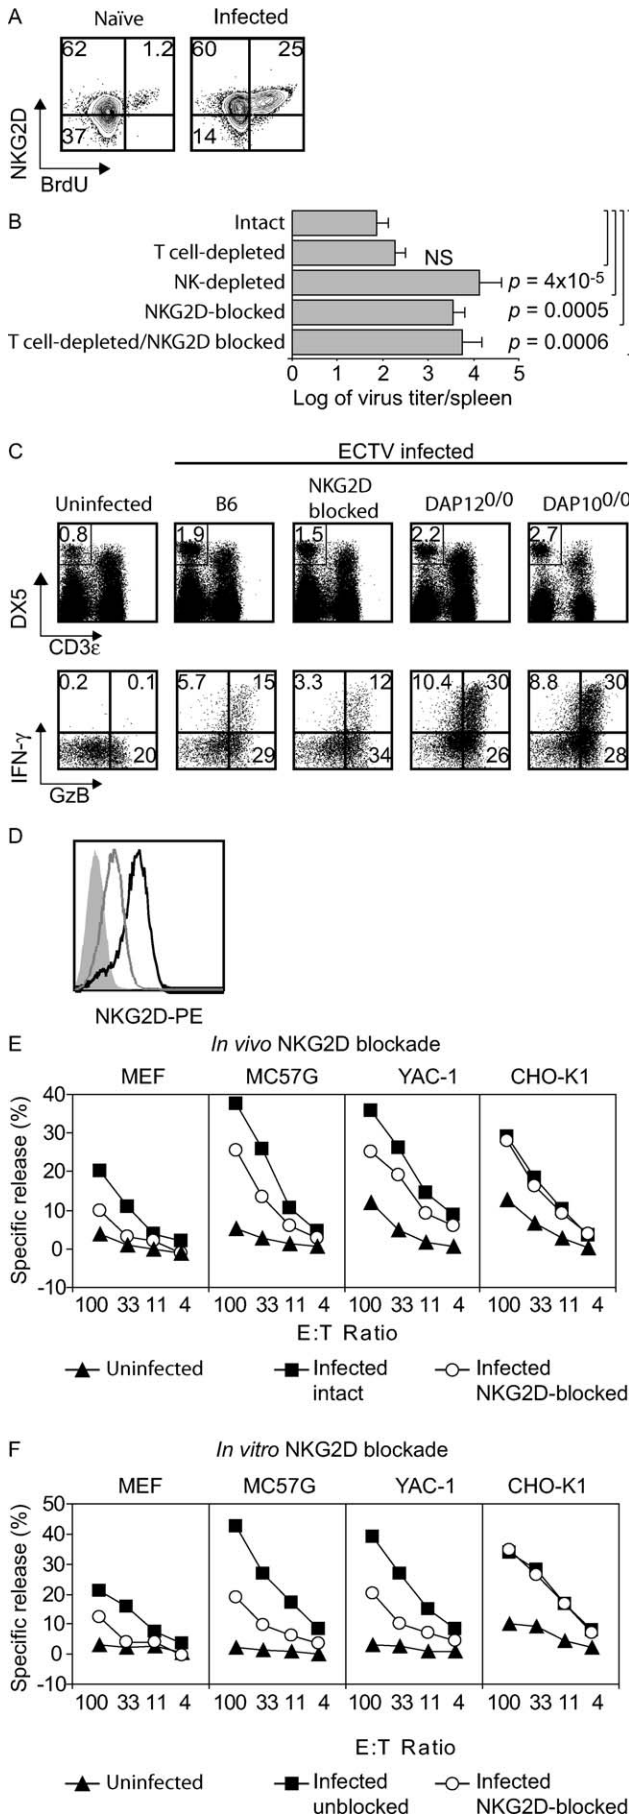 A
Naïve
Infected
62
1.2
60
25
37
14
NKG2D
BrdU
B
Intact
T cell-depleted
NS
NK-depleted
p = 4x10-5
NKG2D-blocked
p = 0.0005
T cell-depleted/NKG2D blocked
p = 0.0006
0 1 2 3 4 5
Log of virus titer/spleen
C
ECTV infected
Uninfected
B6
NKG2D
blocked
DAP120/0
DAP100/0
0.8
1.9
1.5
2.2
2.7
DX5
CD3ε
0.2 0.1
5.7 15
3.3 12
10.4 30
8.8 30
20
29
34
26
28
IFN-γ
GzB
D
NKG2D-PE
E
In vivo NKG2D blockade
MEF
MC57G
YAC-1
CHO-K1
40
30
20
10
0
-10
Specific release (%)
100 33 11 4
100 33 11 4
100 33 11 4
100 33 11 4
E:T Ratio
Uninfected
Infected
intact
Infected
NKG2D-blocked
F
In vitro NKG2D blockade
MEF
MC57G
YAC-1
CHO-K1
50
40
30
20
10
0
-10
Specific release (%)
100 33 11 4
100 33 11 4
100 33 11 4
100 33 11 4
E:T Ratio
Uninfected
Infected
unblocked
Infected
NKG2D-blocked